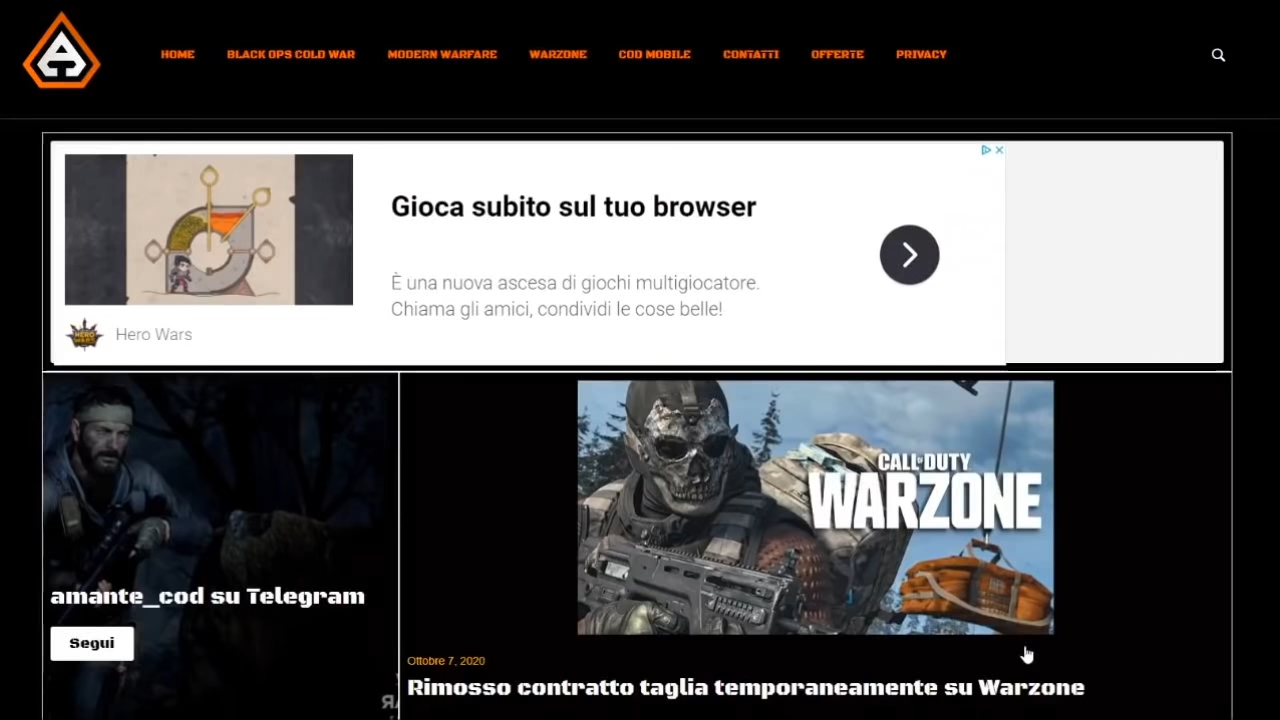 HOME BLACK OPS COLD WAR MODERN WARFARE WARZONE COD MOBILE CONTATTI OFFERTE PRIVACY
Gioca subito sul tuo browser
È una nuova ascesa di giochi multigiocatore.
Chiama gli amici, condividi le cose belle!
HERO WARS
Hero Wars
CALL OF DUTY
WARZONE
amante_cod su Telegram
Segui
Ottobre 7, 2020
Rimosso contratto taglia temporaneamente su Warzone